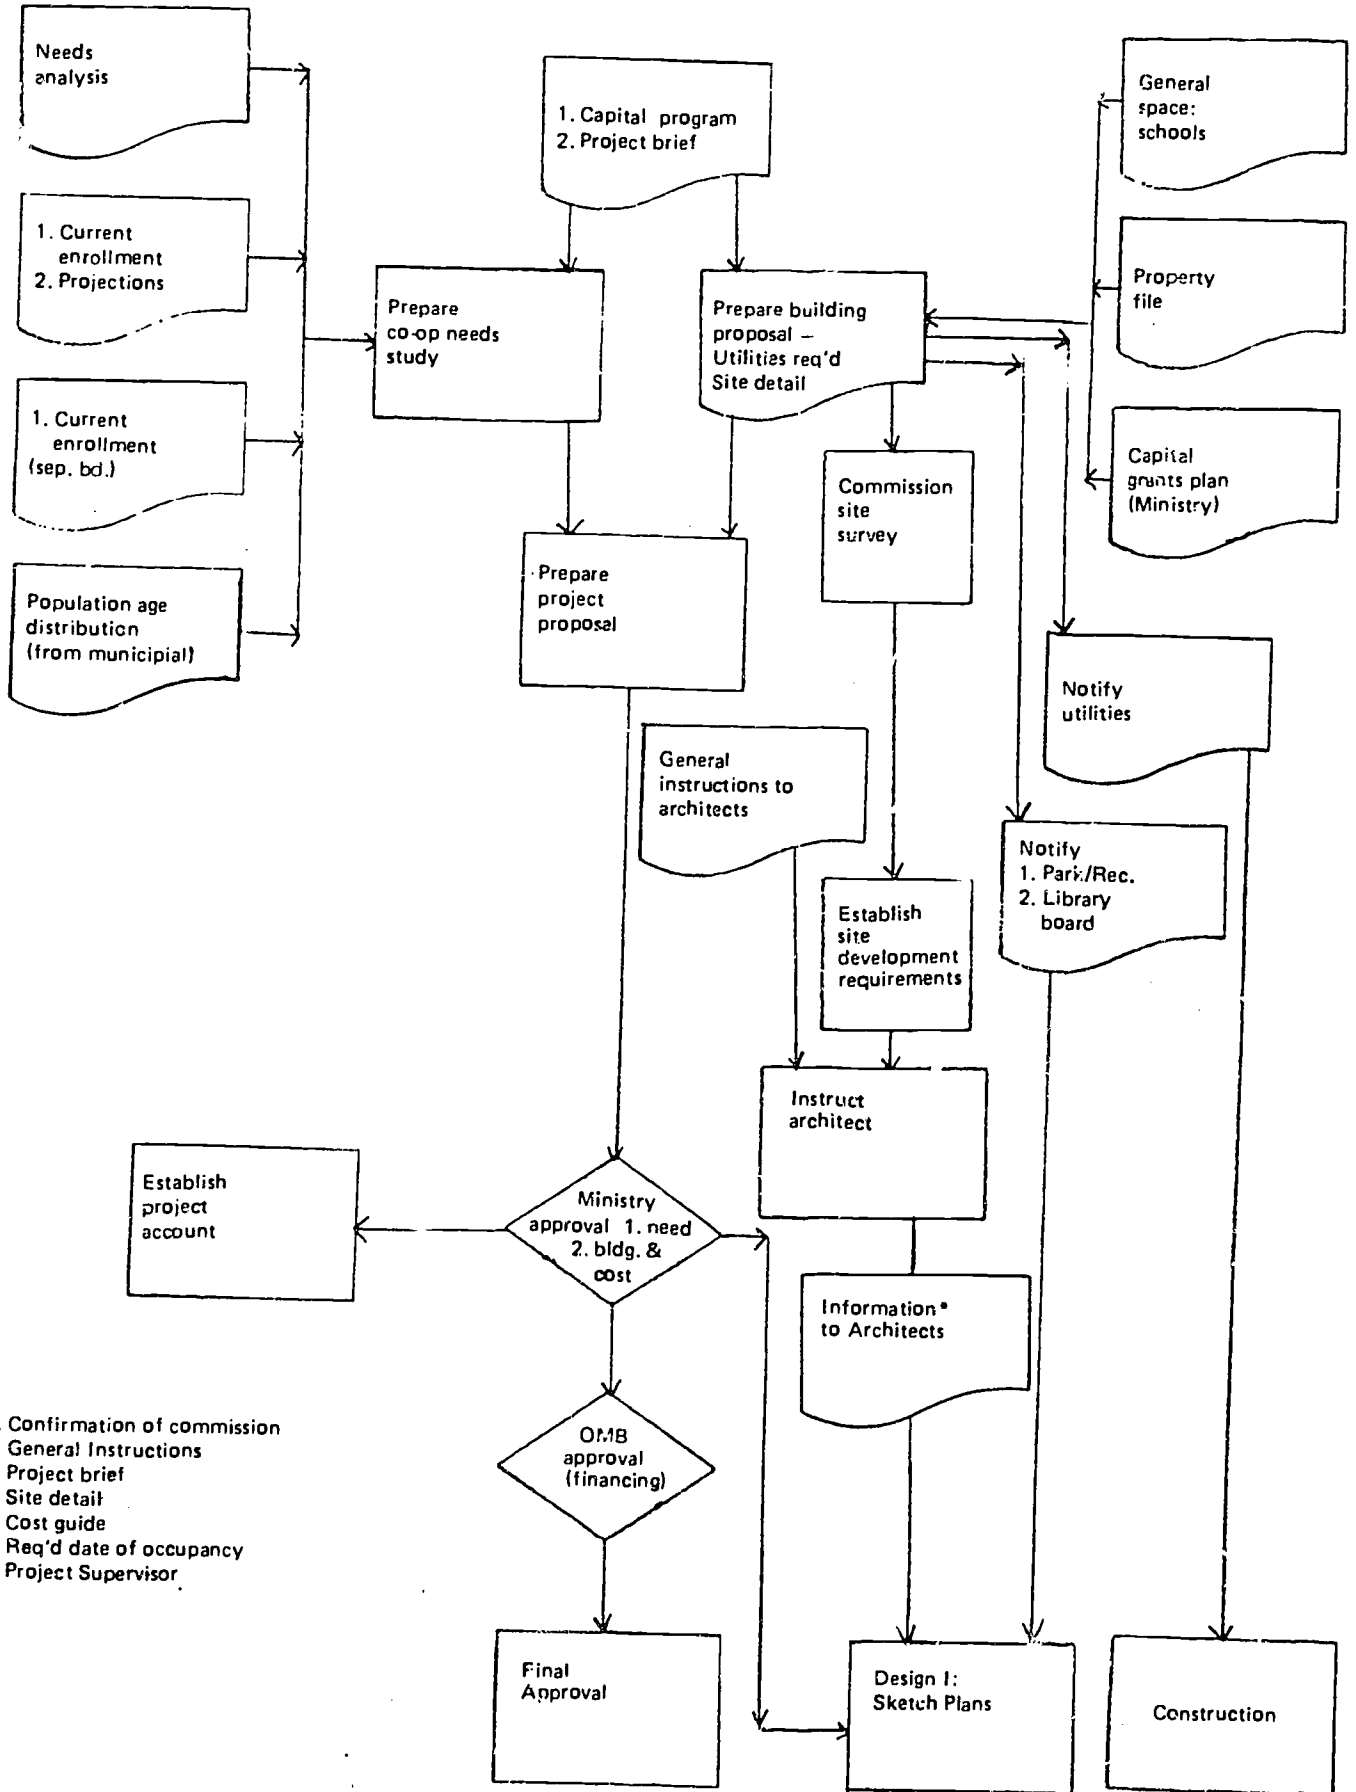 Needs
analysis
1. Current
enrollment
2. Projections
1. Current
enrollment
(sep. bd.)
Population age
distribution
(from municipial)
1. Capital program
2. Project brief
Prepare
co-op needs
study
Prepare building
proposal –
Utilities req'd
Site detail
General
space:
schools
Property
file
Capital
grants plan
(Ministry)
Commission
site
survey
Prepare
project
proposal
Notify
utilities
General
instructions to
architects
Notify
1. Park/Rec.
2. Library
board
Establish
site
development
requirements
Instruct
architect
Establish
project
account
Ministry
approval 1. need
2. bldg. &
cost
Information*
to Architects
OMB
approval
(financing)
Confirmation of commission
General Instructions
Project brief
Site detail
Cost guide
Req'd date of occupancy
Project Supervisor
Final
Approval
Design I:
Sketch Plans
Construction